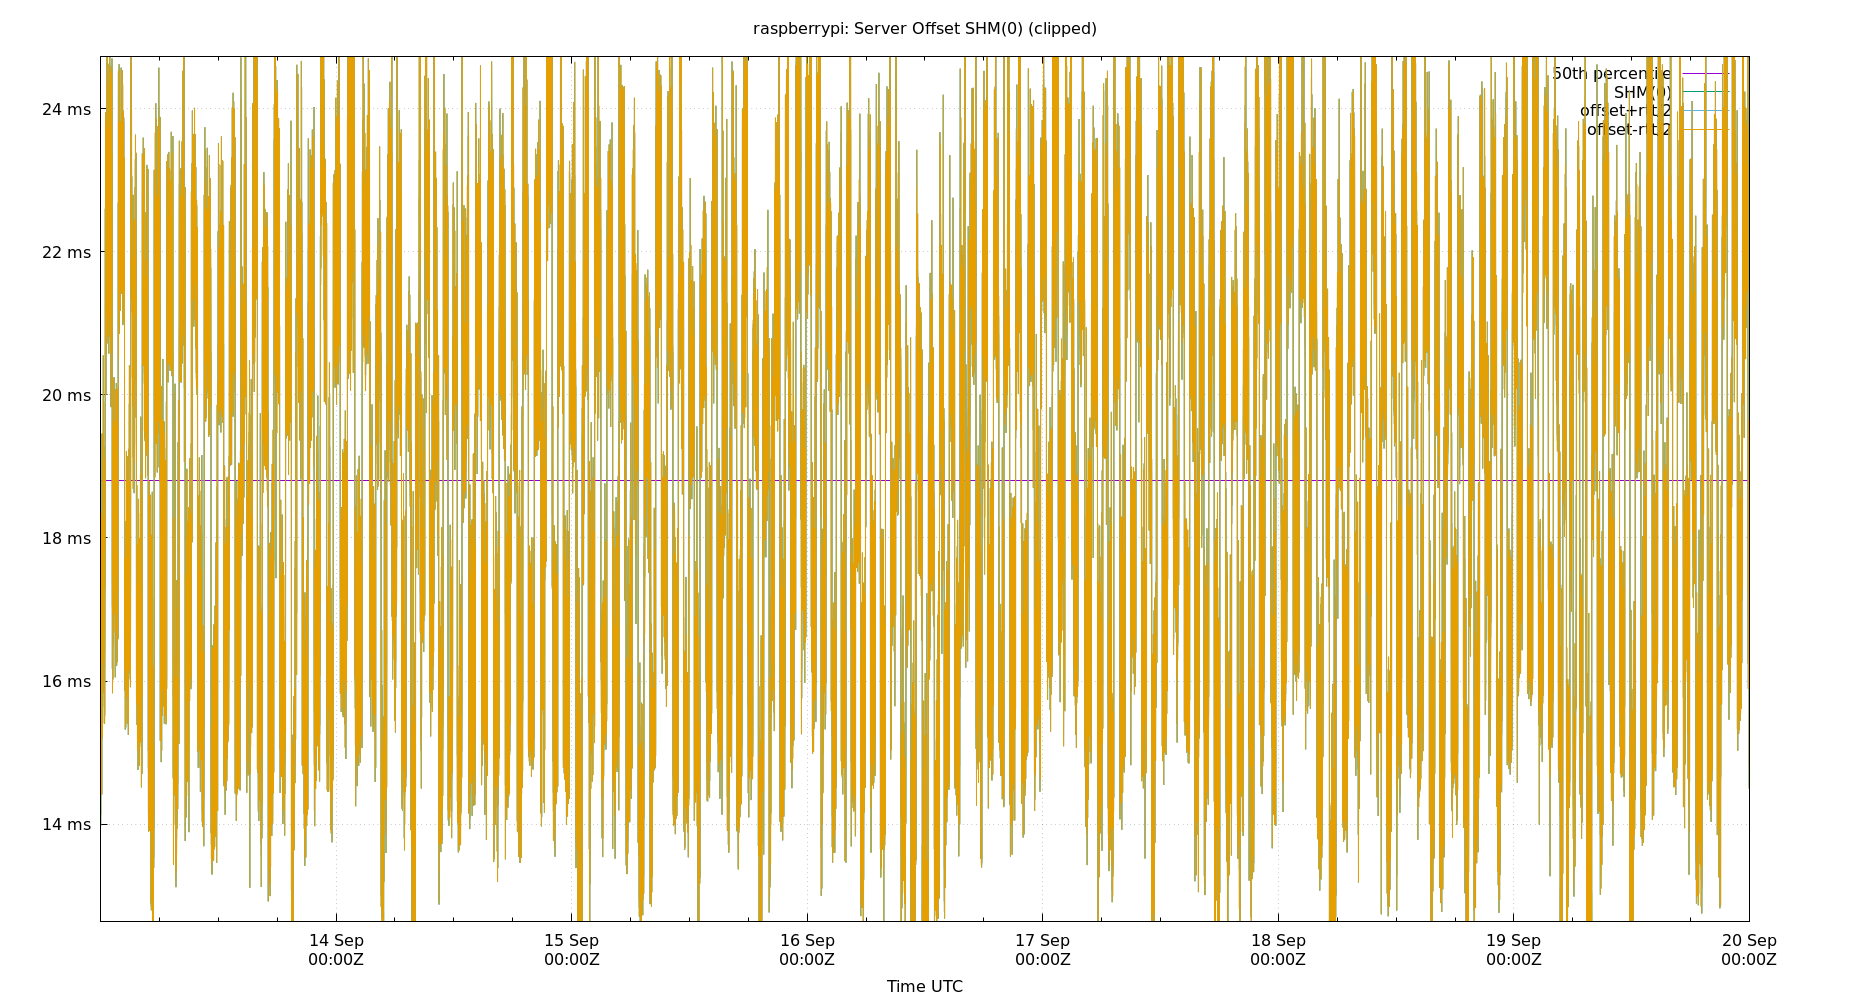 raspberrypi: Server Offset SHM(0) (clipped)
50th percentile
SHM(0)
offset+rtt/2
offset-rtt/2
24 ms
22 ms
20 ms
18 ms
16 ms
14 ms
14 Sep
00:00Z
15 Sep
00:00Z
16 Sep
00:00Z
17 Sep
00:00Z
18 Sep
00:00Z
19 Sep
00:00Z
20 Sep
00:00Z
Time UTC